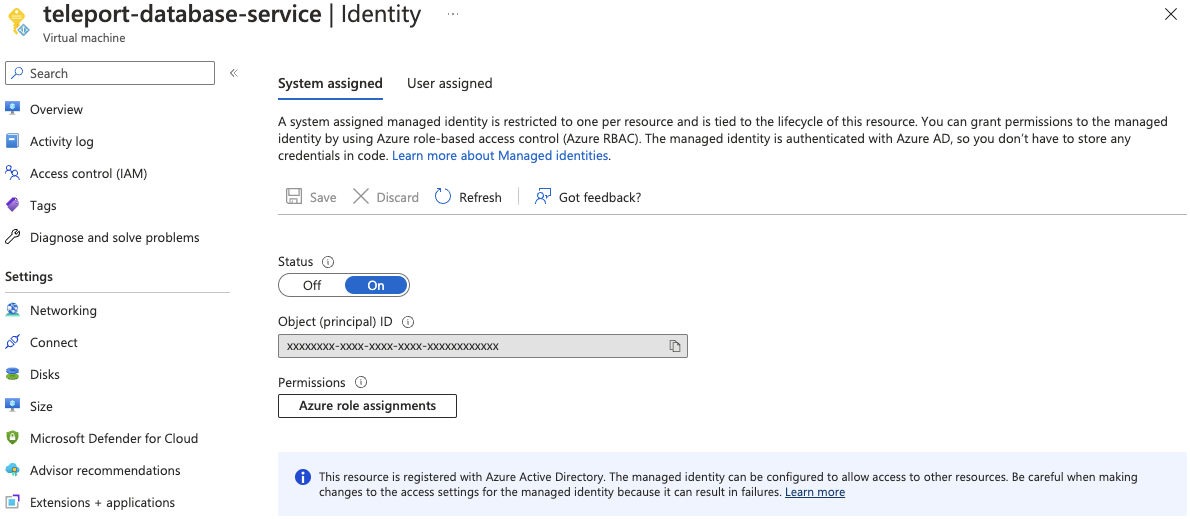 teleport-database-service | Identity ...
Virtual machine
Search
«
Overview
Activity log
Access control (IAM)
Tags
Diagnose and solve problems
Settings
Networking
Connect
Disks
Size
Microsoft Defender for Cloud
Advisor recommendations
Extensions + applications
System assigned User assigned
A system assigned managed identity is restricted to one per resource and is tied to the lifecycle of this resource. You can grant permissions to the managed
identity by using Azure role-based access control (Azure RBAC). The managed identity is authenticated with Azure AD, so you don't have to store any
credentials in code. Learn more about Managed identities.
Save Discard Refresh Got feedback?
Status
Off On
Object (principal) ID
xxxxxxxx-xxxx-xxxx-xxxx-xxxxxxxxxxxx
Permissions
Azure role assignments
This resource is registered with Azure Active Directory. The managed identity can be configured to allow access to other resources. Be careful when making
changes to the access settings for the managed identity because it can result in failures. Learn more